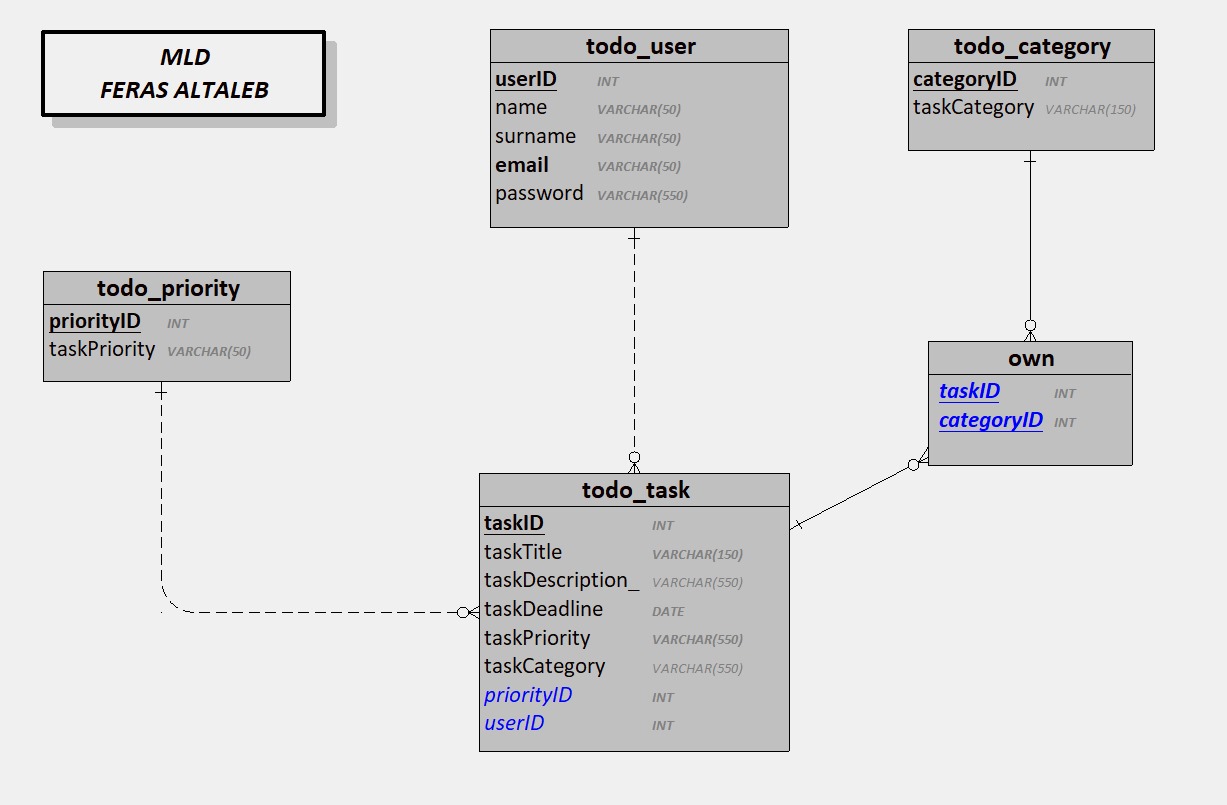 MLD
FERAS ALTALEB
todo_user
userID INT
name VARCHAR(50)
surname VARCHAR(50)
email VARCHAR(50)
password VARCHAR(550)
todo_category
categoryID INT
taskCategory VARCHAR(150)
todo_priority
priorityID INT
taskPriority VARCHAR(50)
own
taskID INT
categoryID INT
todo_task
taskID INT
taskTitle VARCHAR(150)
taskDescription_ VARCHAR(550)
taskDeadline DATE
taskPriority VARCHAR(550)
taskCategory VARCHAR(550)
priorityID INT
userID INT